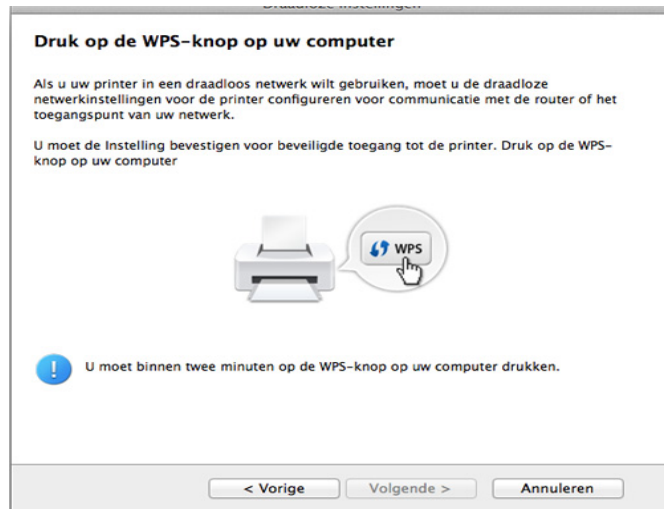 Draadloze instellingen
Druk op de WPS-knop op uw computer
Als u uw printer in een draadloos netwerk wilt gebruiken, moet u de draadloze
netwerkinstellingen voor de printer configureren voor communicatie met de router of het
toegangspunt van uw netwerk.
U moet de Instelling bevestigen voor beveiligde toegang tot de printer. Druk op de WPS-
knop op uw computer
WPS
U moet binnen twee minuten op de WPS-knop op uw computer drukken.
< Vorige
Volgende >
Annuleren